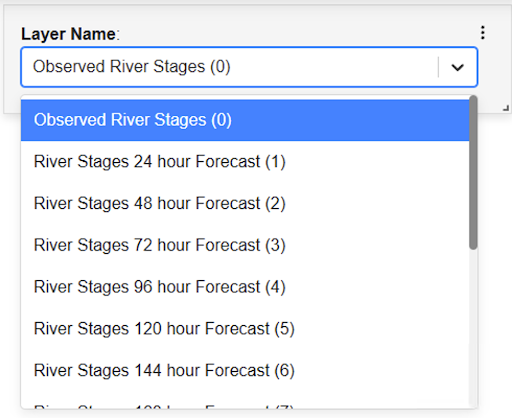 Layer Name:
Observed River Stages (0)
Observed River Stages (0)
River Stages 24 hour Forecast (1)
River Stages 48 hour Forecast (2)
River Stages 72 hour Forecast (3)
River Stages 96 hour Forecast (4)
River Stages 120 hour Forecast (5)
River Stages 144 hour Forecast (6)